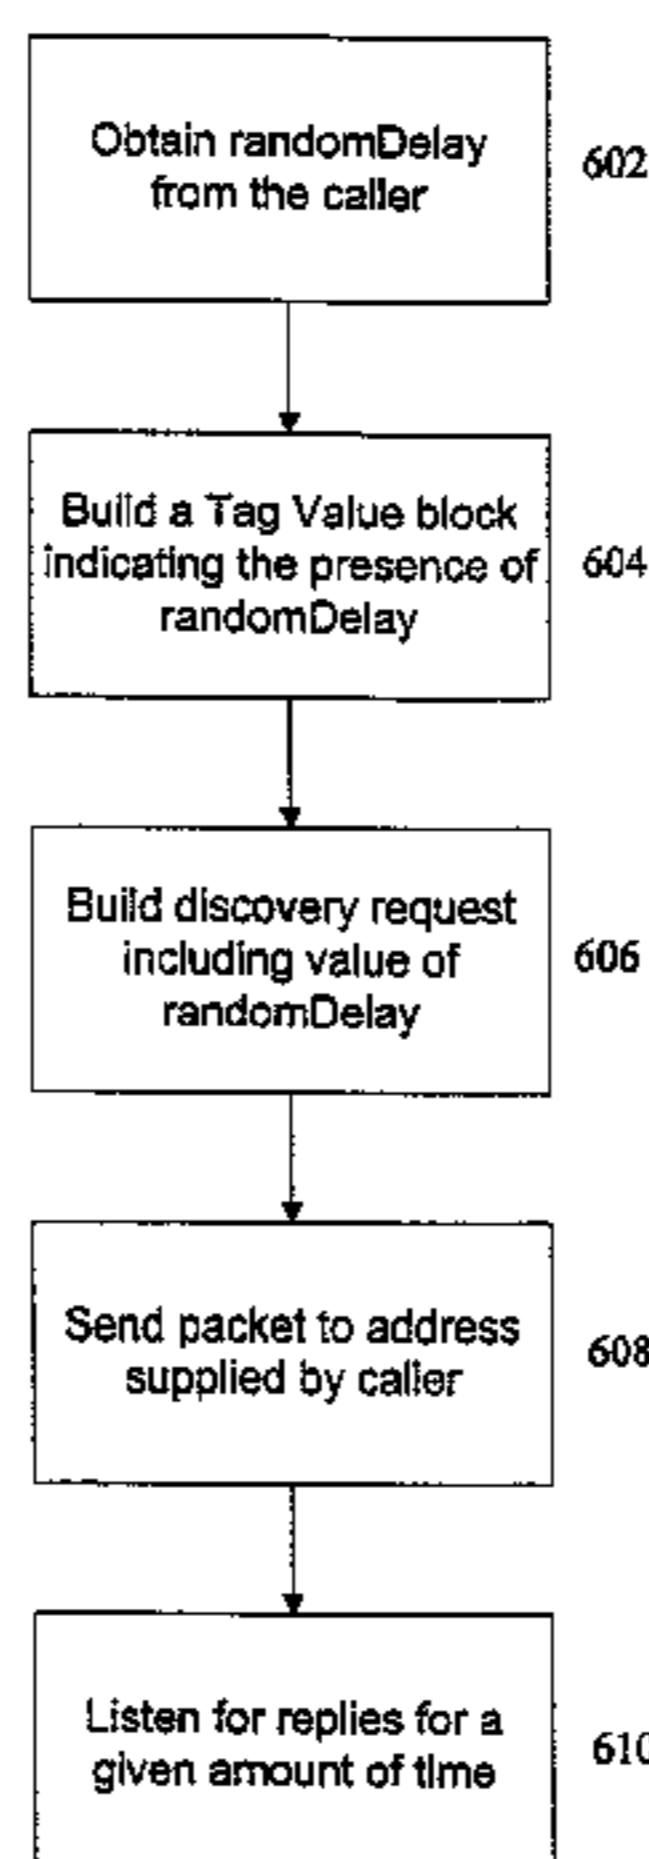 Obtain randomDelay
from the caller
602
Build a Tag Value block
indicating the presence of
randomDelay
604
Build discovery request
including value of
randomDelay
606
Send packet to address
supplied by caller
608
Listen for replies for a
given amount of time
610